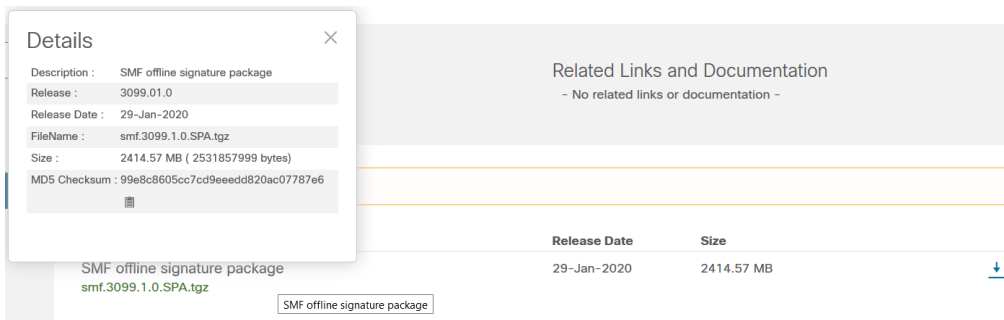 Details
Description : SMF offline signature package
Release : 3099.01.0
Release Date : 29-Jan-2020
FileName : smf.3099.1.0.SPA.tgz
Size : 2414.57 MB ( 2531857999 bytes)
MD5 Checksum : 99e8c8605cc7cd9eeedd820ac07787e6
Related Links and Documentation
- No related links or documentation -
Release Date Size
SMF offline signature package 29-Jan-2020 2414.57 MB
smf.3099.1.0.SPA.tgz
SMF offline signature package